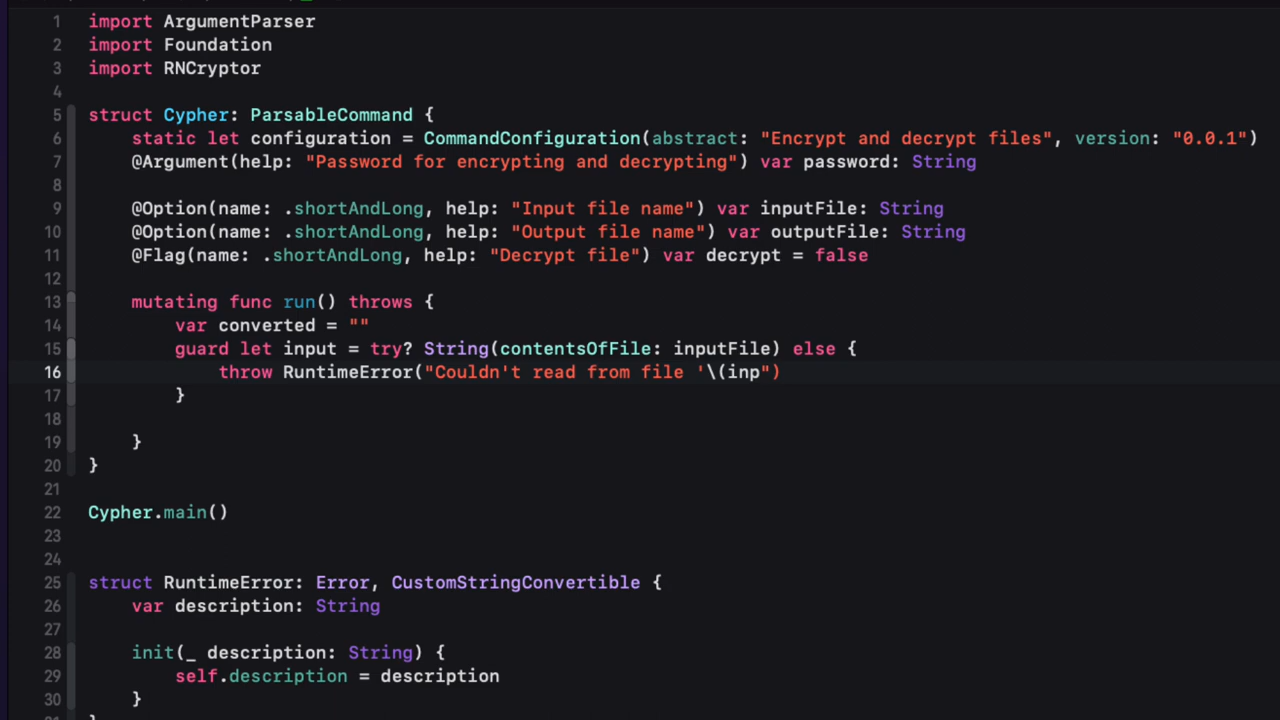 1 import ArgumentParser
2 import Foundation
3 import RNCryptor
4
5 struct Cypher: ParsableCommand {
6 static let configuration = CommandConfiguration(abstract: "Encrypt and decrypt files", version: "0.0.1")
7 @Argument(help: "Password for encrypting and decrypting") var password: String
8
9 @Option(name: .shortAndLong, help: "Input file name") var inputFile: String
10 @Option(name: .shortAndLong, help: "Output file name") var outputFile: String
11 @Flag(name: .shortAndLong, help: "Decrypt file") var decrypt = false
12
13 mutating func run() throws {
14 var converted = ""
15 guard let input = try? String(contentsOfFile: inputFile) else {
16 throw RuntimeError("Couldn't read from file '\(inp")
17 }
18
19 }
20 }
21
22 Cypher.main()
23
24
25 struct RuntimeError: Error, CustomStringConvertible {
26 var description: String
27
28 init(_ description: String) {
29 self.description = description
30 }